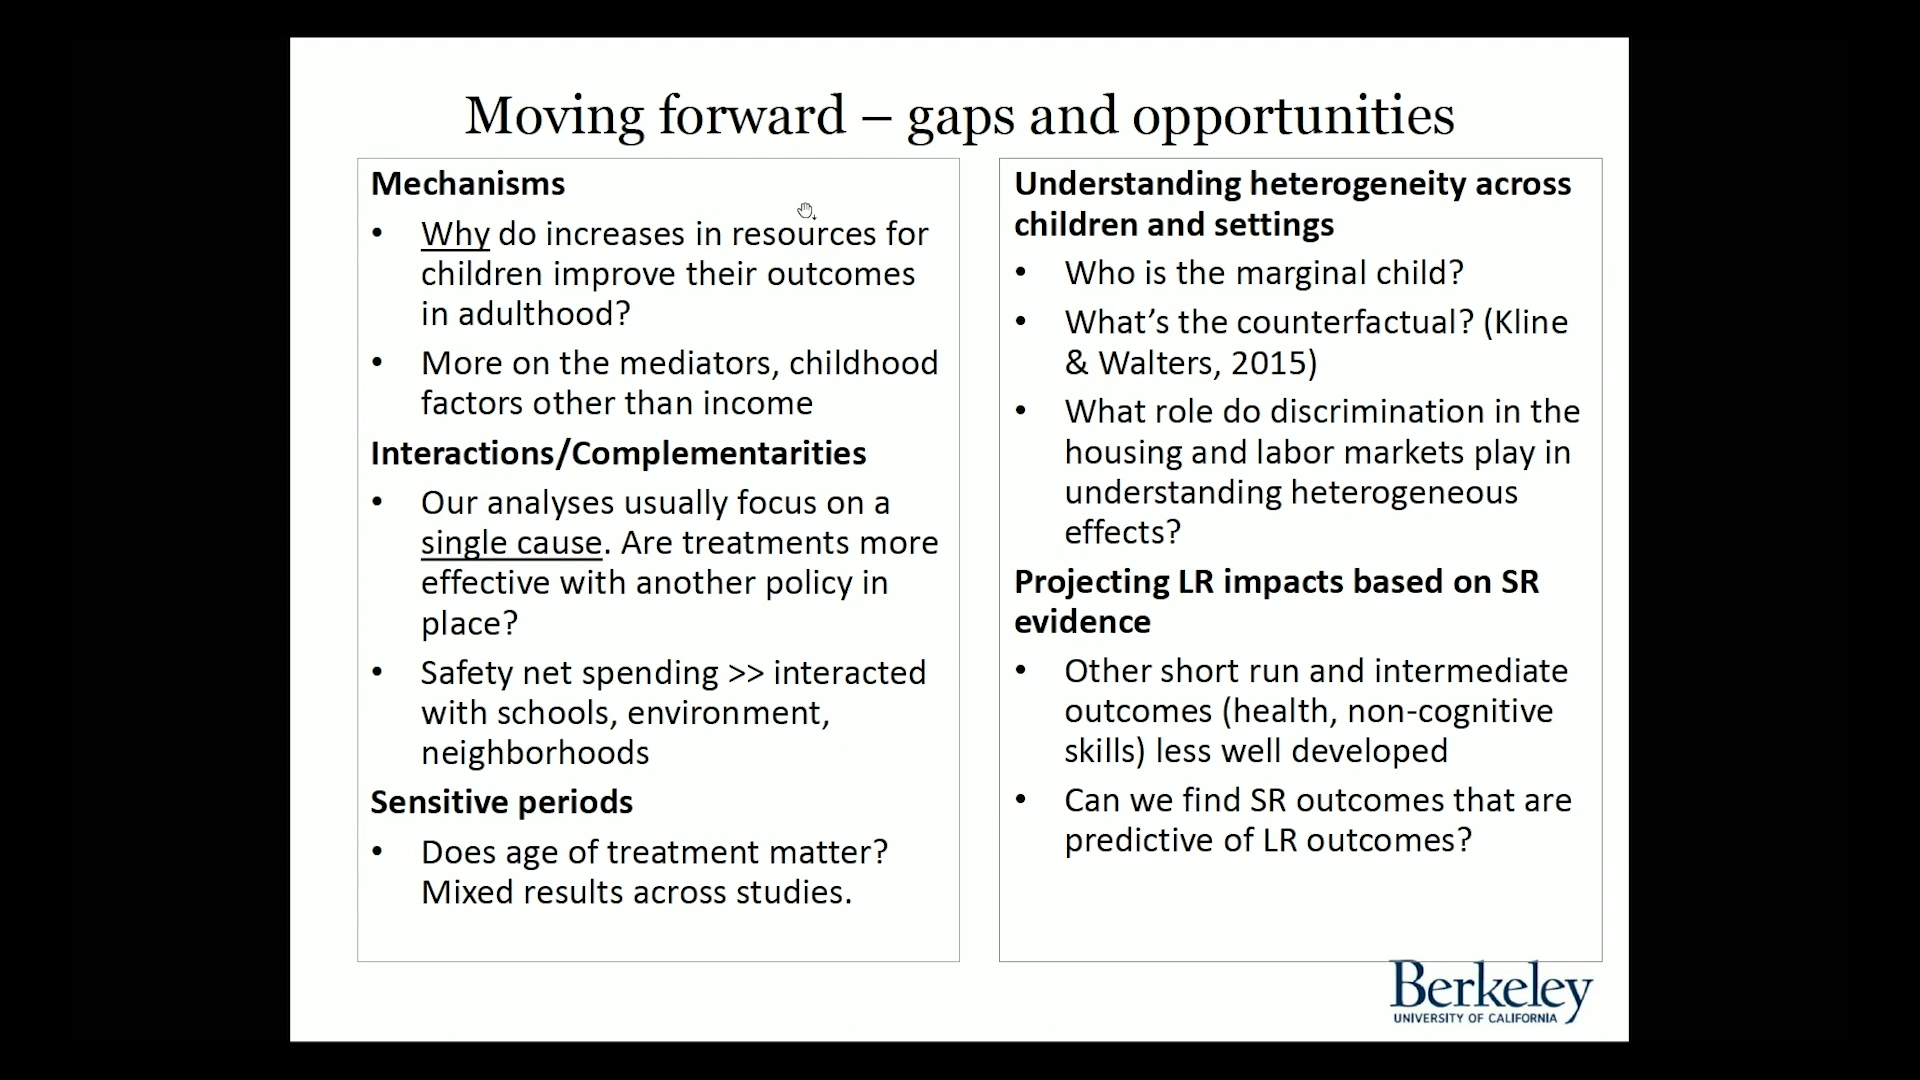 Moving forward – gaps and opportunities
Mechanisms
• Why do increases in resources for
children improve their outcomes
in adulthood?
• More on the mediators, childhood
factors other than income
Interactions/Complementarities
• Our analyses usually focus on a
single cause. Are treatments more
effective with another policy in
place?
• Safety net spending >> interacted
with schools, environment,
neighborhoods
Sensitive periods
• Does age of treatment matter?
Mixed results across studies.
Understanding heterogeneity across
children and settings
• Who is the marginal child?
• What’s the counterfactual? (Kline
& Walters, 2015)
• What role do discrimination in the
housing and labor markets play in
understanding heterogeneous
effects?
Projecting LR impacts based on SR
evidence
• Other short run and intermediate
outcomes (health, non-cognitive
skills) less well developed
• Can we find SR outcomes that are
predictive of LR outcomes?
Berkeley
UNIVERSITY OF CALIFORNIA